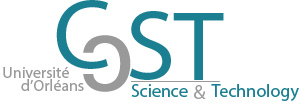 COST
Université
d'Orléans
Science & Technology